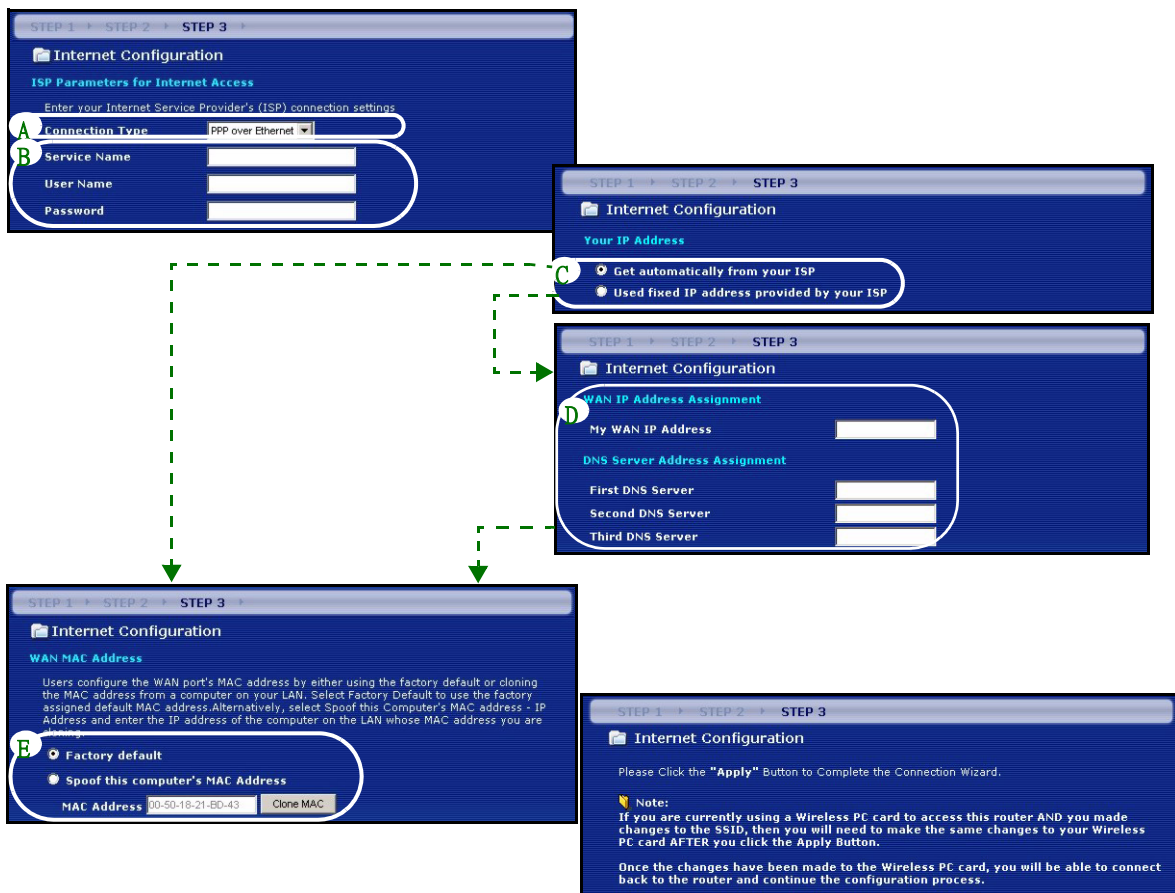 STEP 1 STEP 2 STEP 3
Internet Configuration
ISP Parameters for Internet Access
Enter your Internet Service Provider's (ISP) connection settings
A
Connection Type PPP over Ethernet
B
Service Name
User Name
Password
STEP 1 STEP 2 STEP 3
Internet Configuration
Your IP Address
C
Get automatically from your ISP
Used fixed IP address provided by your ISP
STEP 1 STEP 2 STEP 3
Internet Configuration
WAN IP Address Assignment
D
My WAN IP Address
DNS Server Address Assignment
First DNS Server
Second DNS Server
Third DNS Server
STEP 1 STEP 2 STEP 3
Internet Configuration
WAN MAC Address
Users configure the WAN port's MAC address by either using the factory default or cloning
the MAC address from a computer on your LAN. Select Factory Default to use the factory
assigned default MAC address.Alternatively, select Spoof this Computer's MAC address - IP
Address and enter the IP address of the computer on the LAN whose MAC address you are
cloning.
E
Factory default
Spoof this computer's MAC Address
MAC Address 00-50-18-21-BD-43 Clone MAC
STEP 1 STEP 2 STEP 3
Internet Configuration
Please Click the "Apply" Button to Complete the Connection Wizard.
Note:
If you are currently using a Wireless PC card to access this router AND you made
changes to the SSID, then you will need to make the same changes to your Wireless
PC card AFTER you click the Apply Button.
Once the changes have been made to the Wireless PC card, you will be able to connect
back to the router and continue the configuration process.